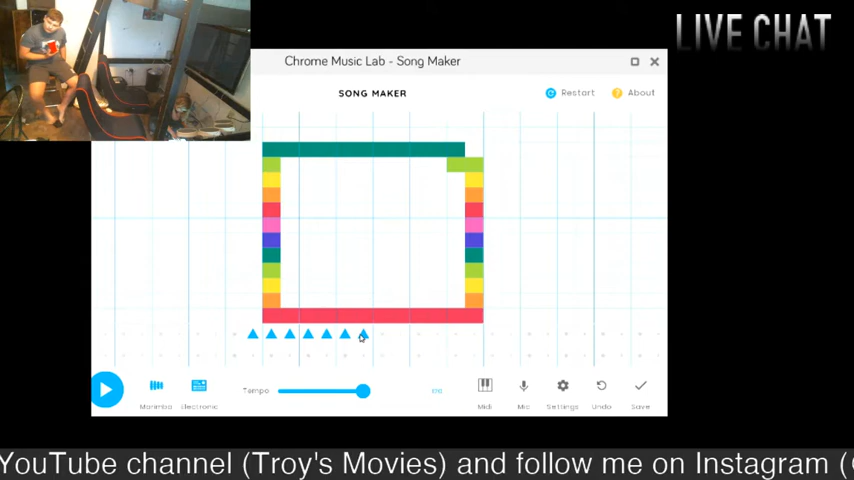 LIVE CHAT
Chrome Music Lab - Song Maker
SONG MAKER
Restart
? About
Tempo
Marimba
Electronic
Midi
Mic
Settings
Undo
Save
YouTube channel (Troy's Movies) and follow me on Instagram (